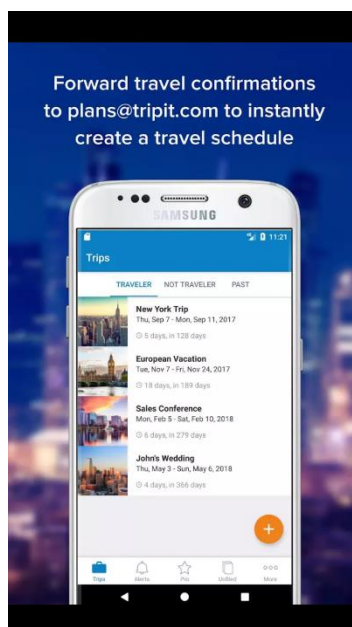 Forward travel confirmations
to plans@tripit.com to instantly
create a travel schedule
SAMSUNG
11:21
Trips
TRAVELER NOT TRAVELER PAST
New York Trip
Thu, Sep 7 - Mon, Sep 11, 2017
5 days, in 128 days
European Vacation
Tue, Nov 7 - Fri, Nov 24, 2017
18 days, in 189 days
Sales Conference
Mon, Feb 5 - Sat, Feb 10, 2018
6 days, in 279 days
John's Wedding
Thu, May 3 - Sun, May 6, 2018
4 days, in 366 days
+
Trips Alerts Pro Unfiled More